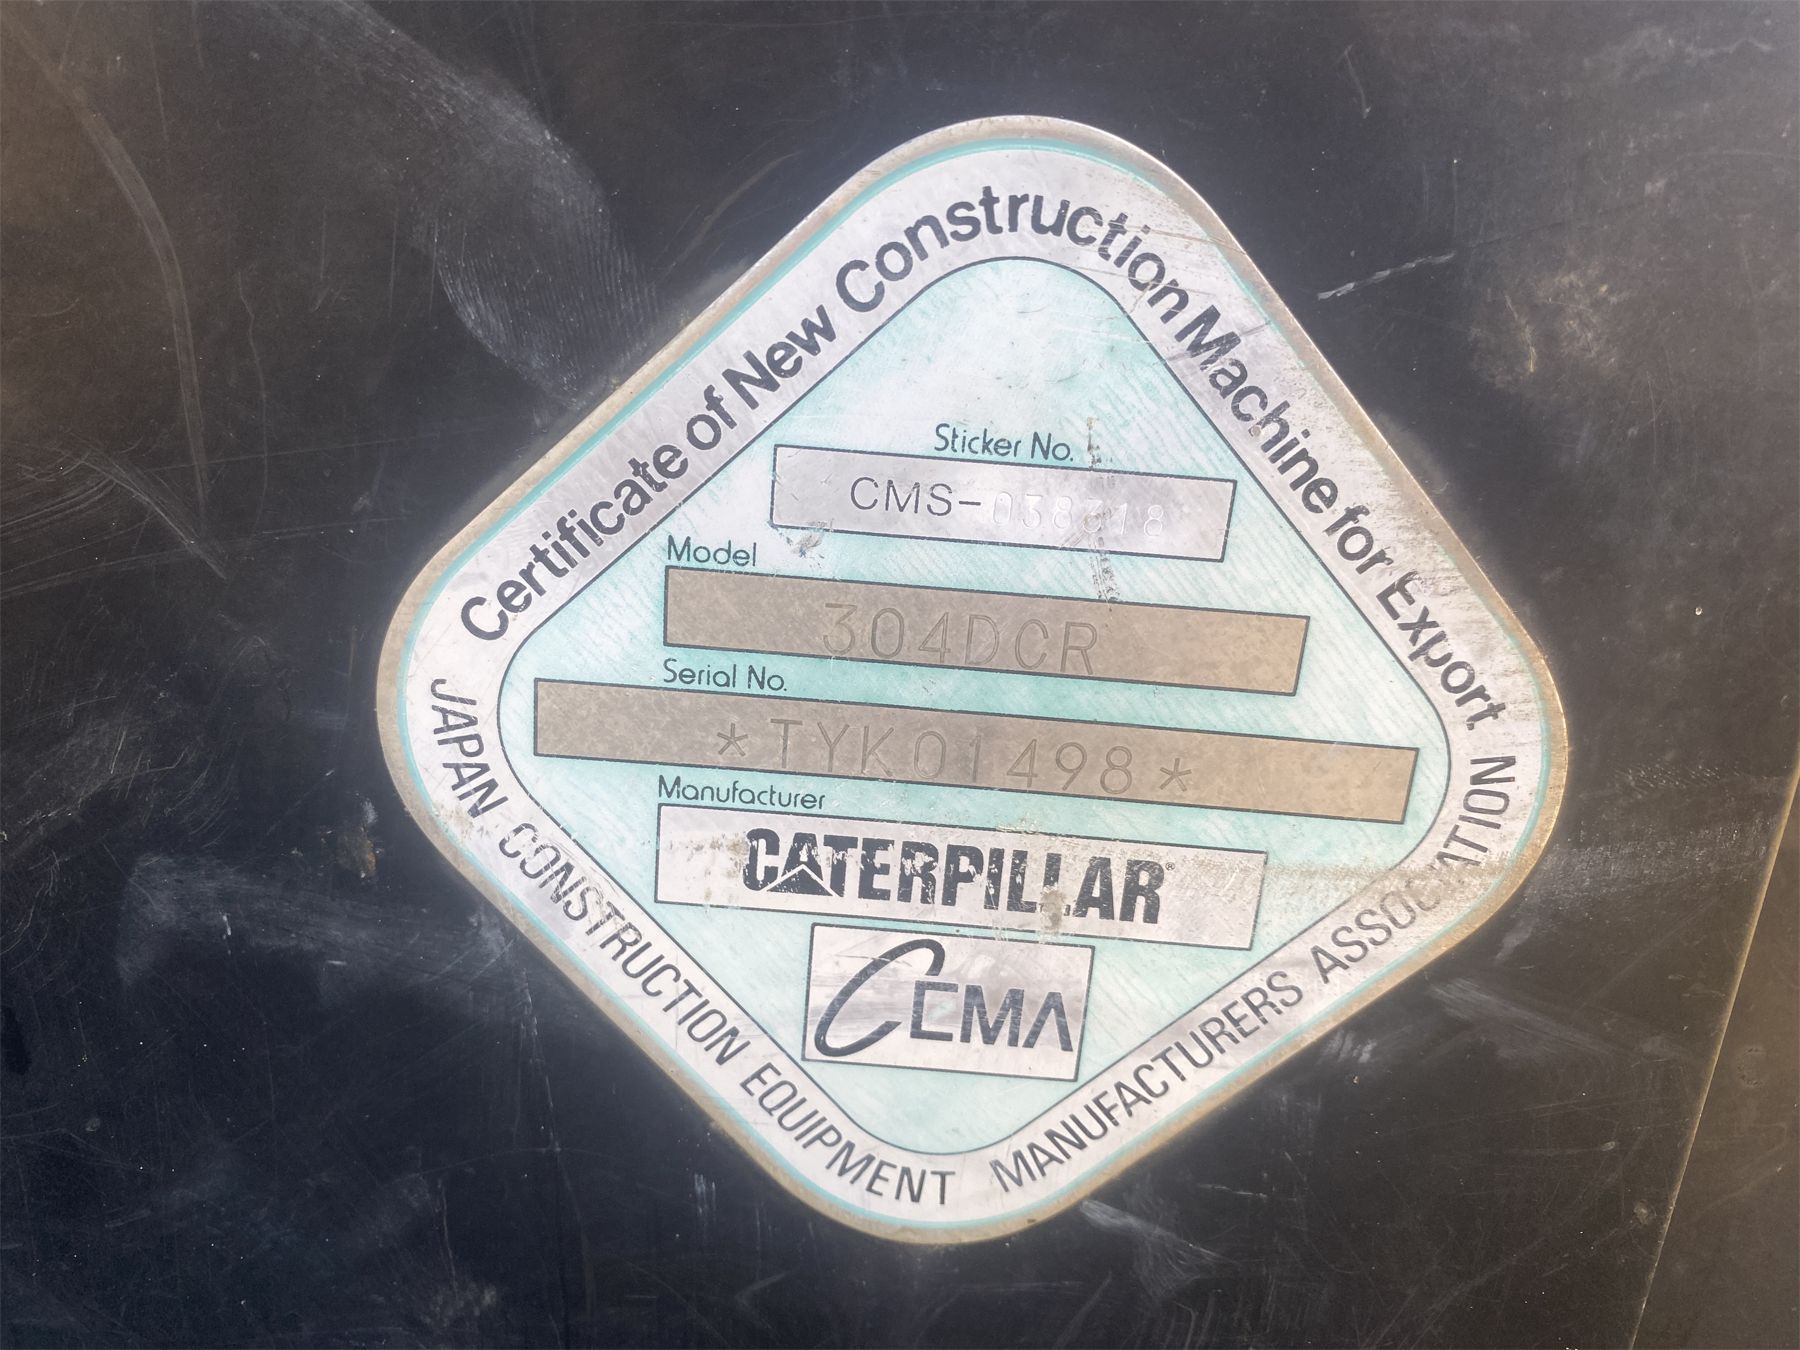 Certificate of New Construction Machine for Export
Sticker No.
CMS-038318
Model
304DCR
Serial No.
*TYK01498*
Manufacturer
CATERPILLAR®
CEMA
JAPAN CONSTRUCTION EQUIPMENT MANUFACTURERS ASSOCIATION